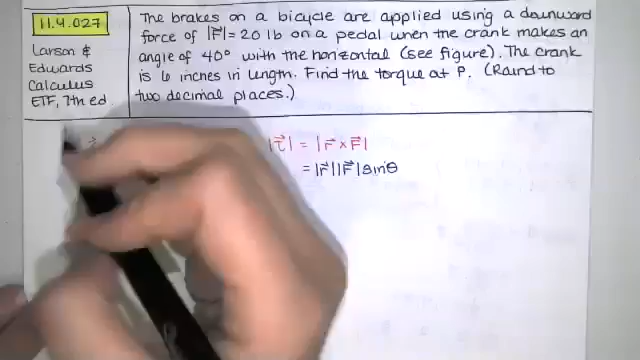 11.4.027
Larson &
Edwards
Calculus
ETF, 7th ed.
The brakes on a bicycle are applied using a downward
force of |F⃗| = 20 lb on a pedal when the crank makes an
angle of 40° with the horizontal (see figure). The crank
is 6 inches in length. Find the torque at P. (Round to
two decimal places.)
|τ⃗| = |r⃗ x F⃗|
= |r⃗||F⃗|sinθ